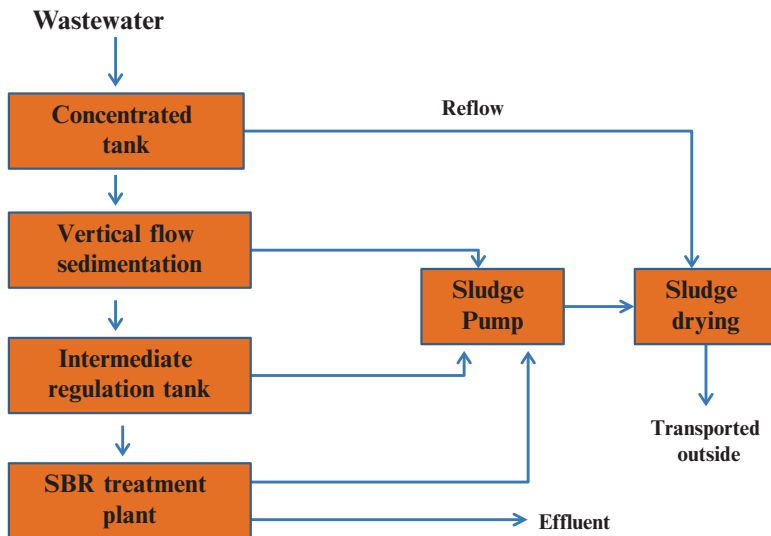 Wastewater
Concentrated
tank
Reflow
Vertical flow
sedimentation
Sludge
Pump
Sludge
drying
Intermediate
regulation tank
Transported
outside
SBR treatment
plant
Effluent